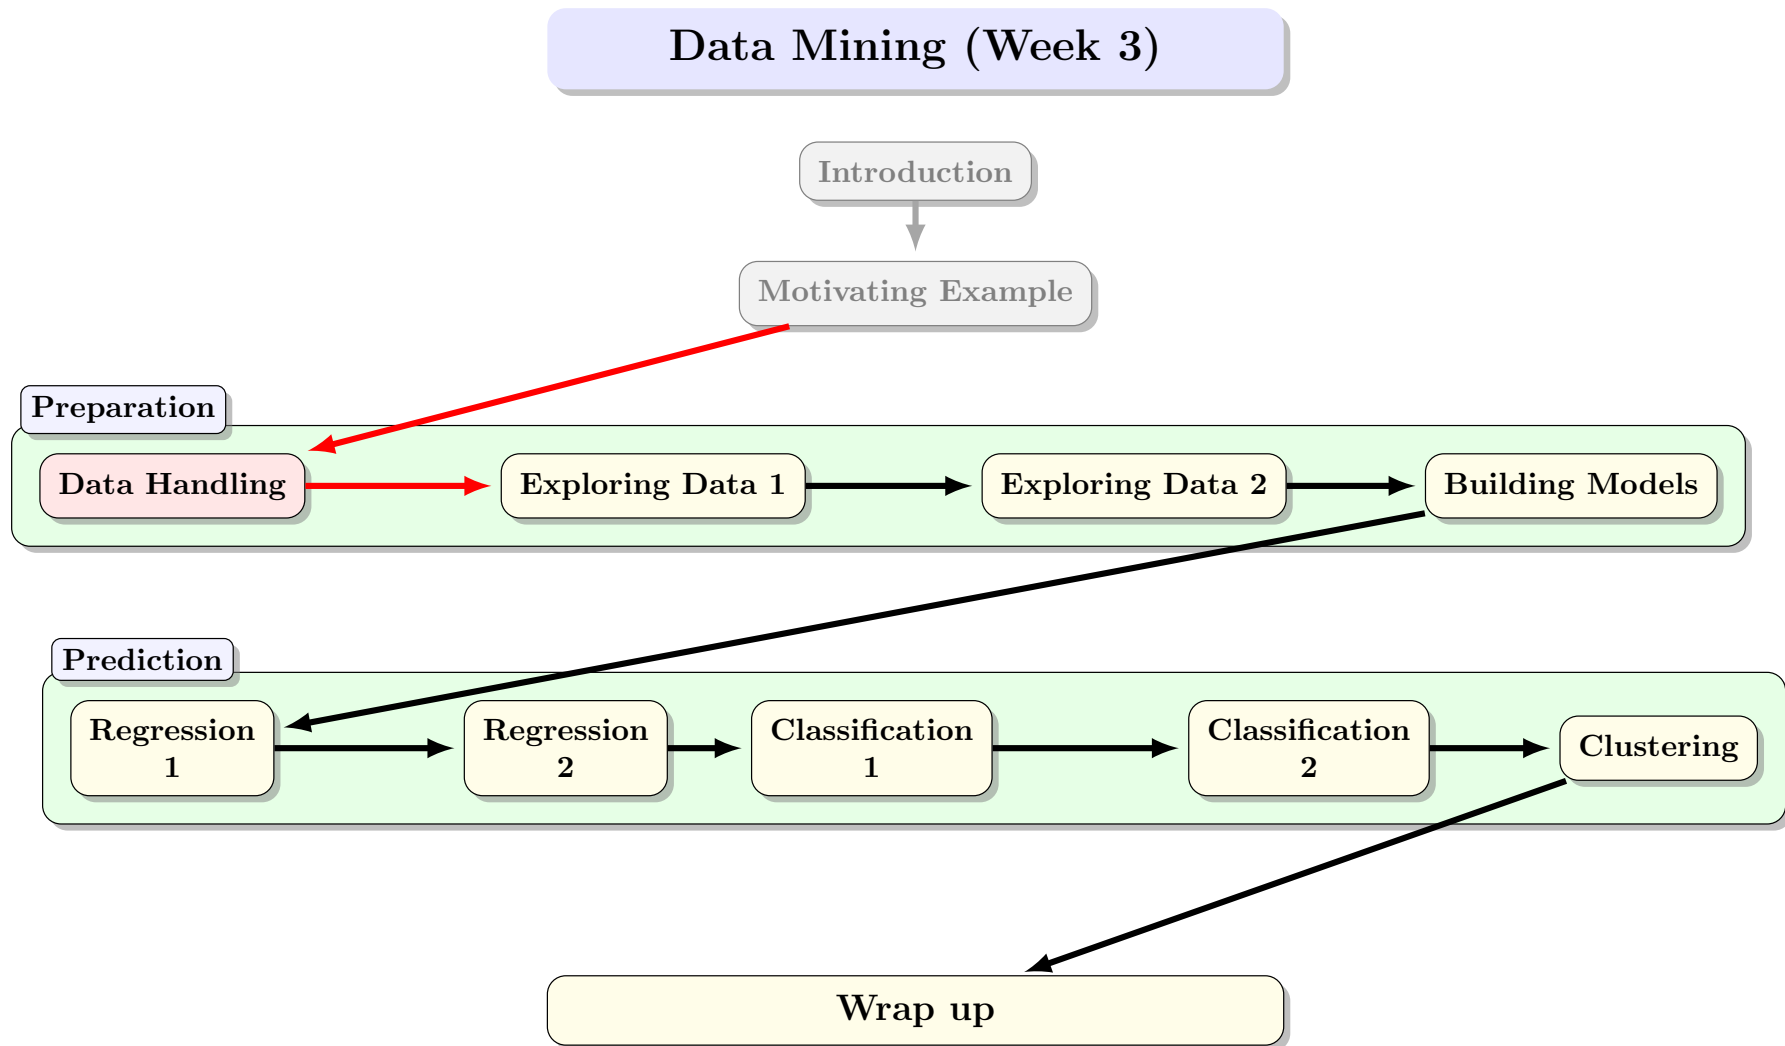 Data Mining (Week 3)
Introduction
Motivating Example
Preparation
Data Handling
Exploring Data 1
Exploring Data 2
Building Models
Prediction
Regression
1
Regression
2
Classification
1
Classification
2
Clustering
Wrap up